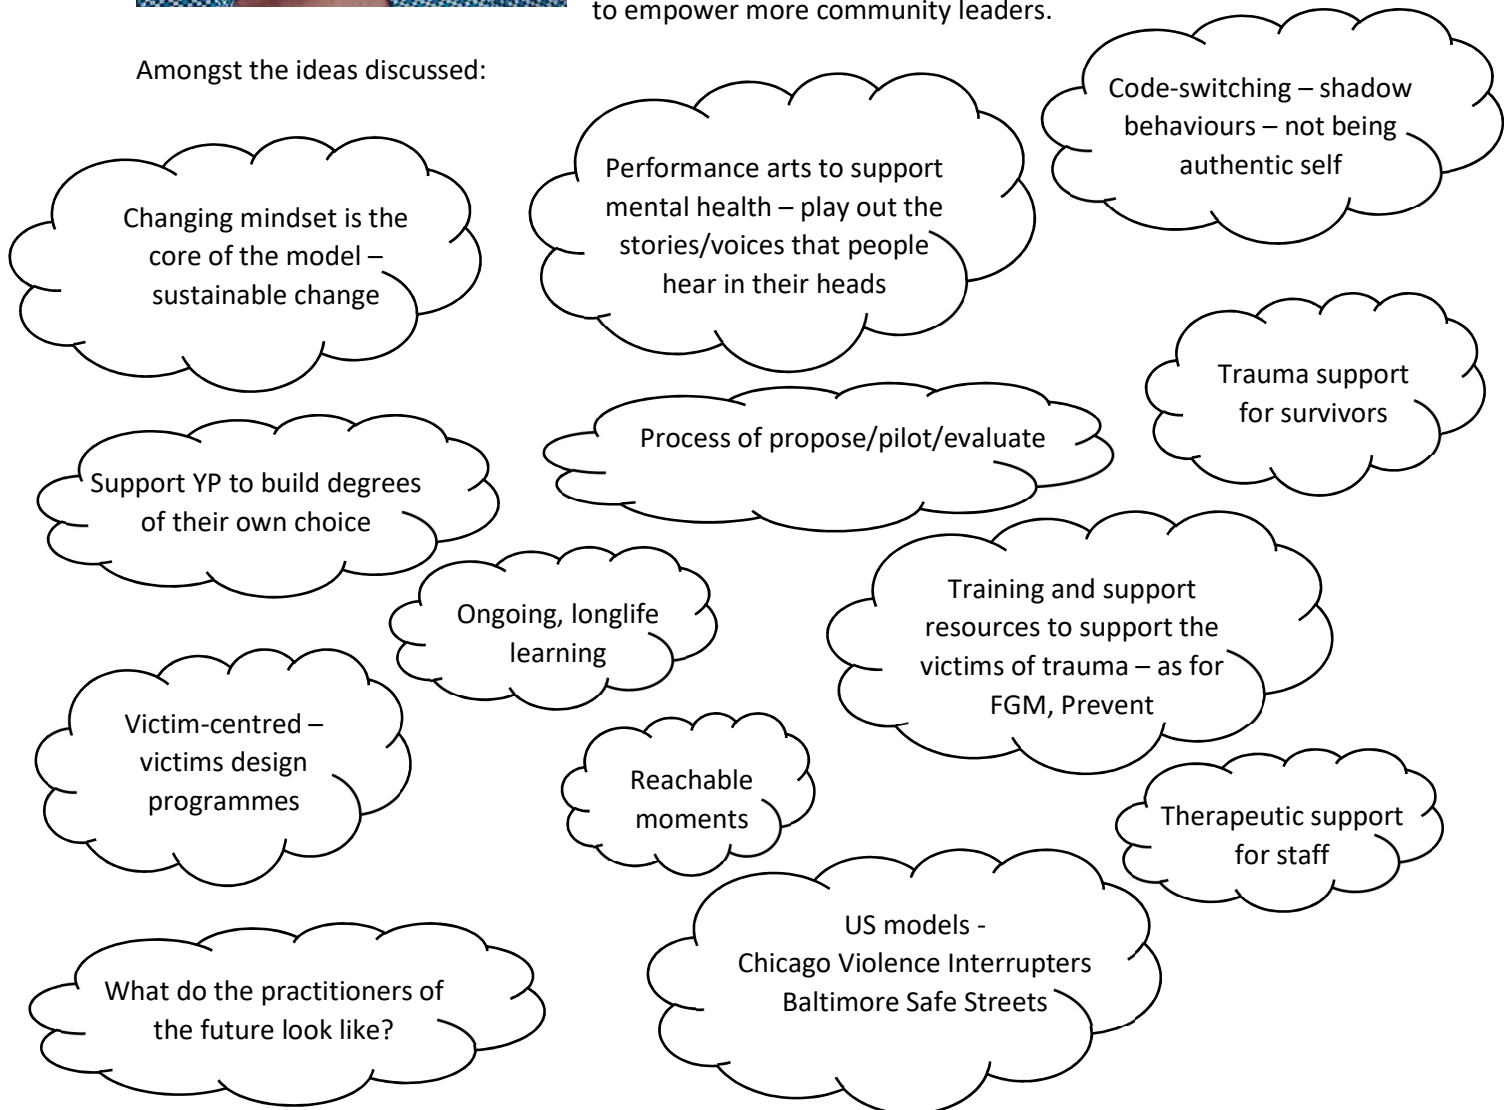 to empower more community leaders.
Amongst the ideas discussed:
Code-switching – shadow
behaviours – not being
authentic self
Performance arts to support
mental health – play out the
stories/voices that people
hear in their heads
Changing mindset is the
core of the model –
sustainable change
Trauma support
for survivors
Process of propose/pilot/evaluate
Support YP to build degrees
of their own choice
Ongoing, longlife
learning
Training and support
resources to support the
victims of trauma – as for
FGM, Prevent
Victim-centred –
victims design
programmes
Reachable
moments
Therapeutic support
for staff
US models -
Chicago Violence Interrupters
Baltimore Safe Streets
What do the practitioners of
the future look like?